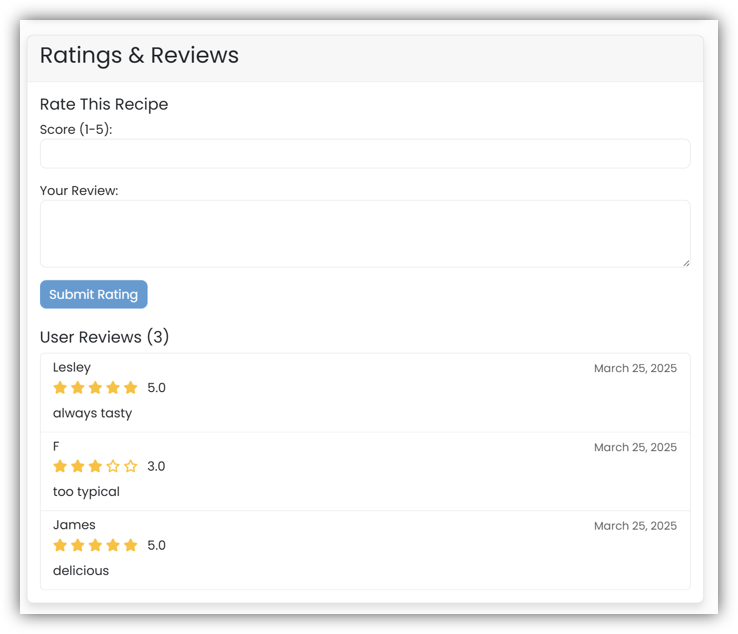 Ratings & Reviews
Rate This Recipe
Score (1-5):
Your Review:
Submit Rating
User Reviews (3)
Lesley March 25, 2025
5.0
always tasty
F March 25, 2025
3.0
too typical
James March 25, 2025
5.0
delicious